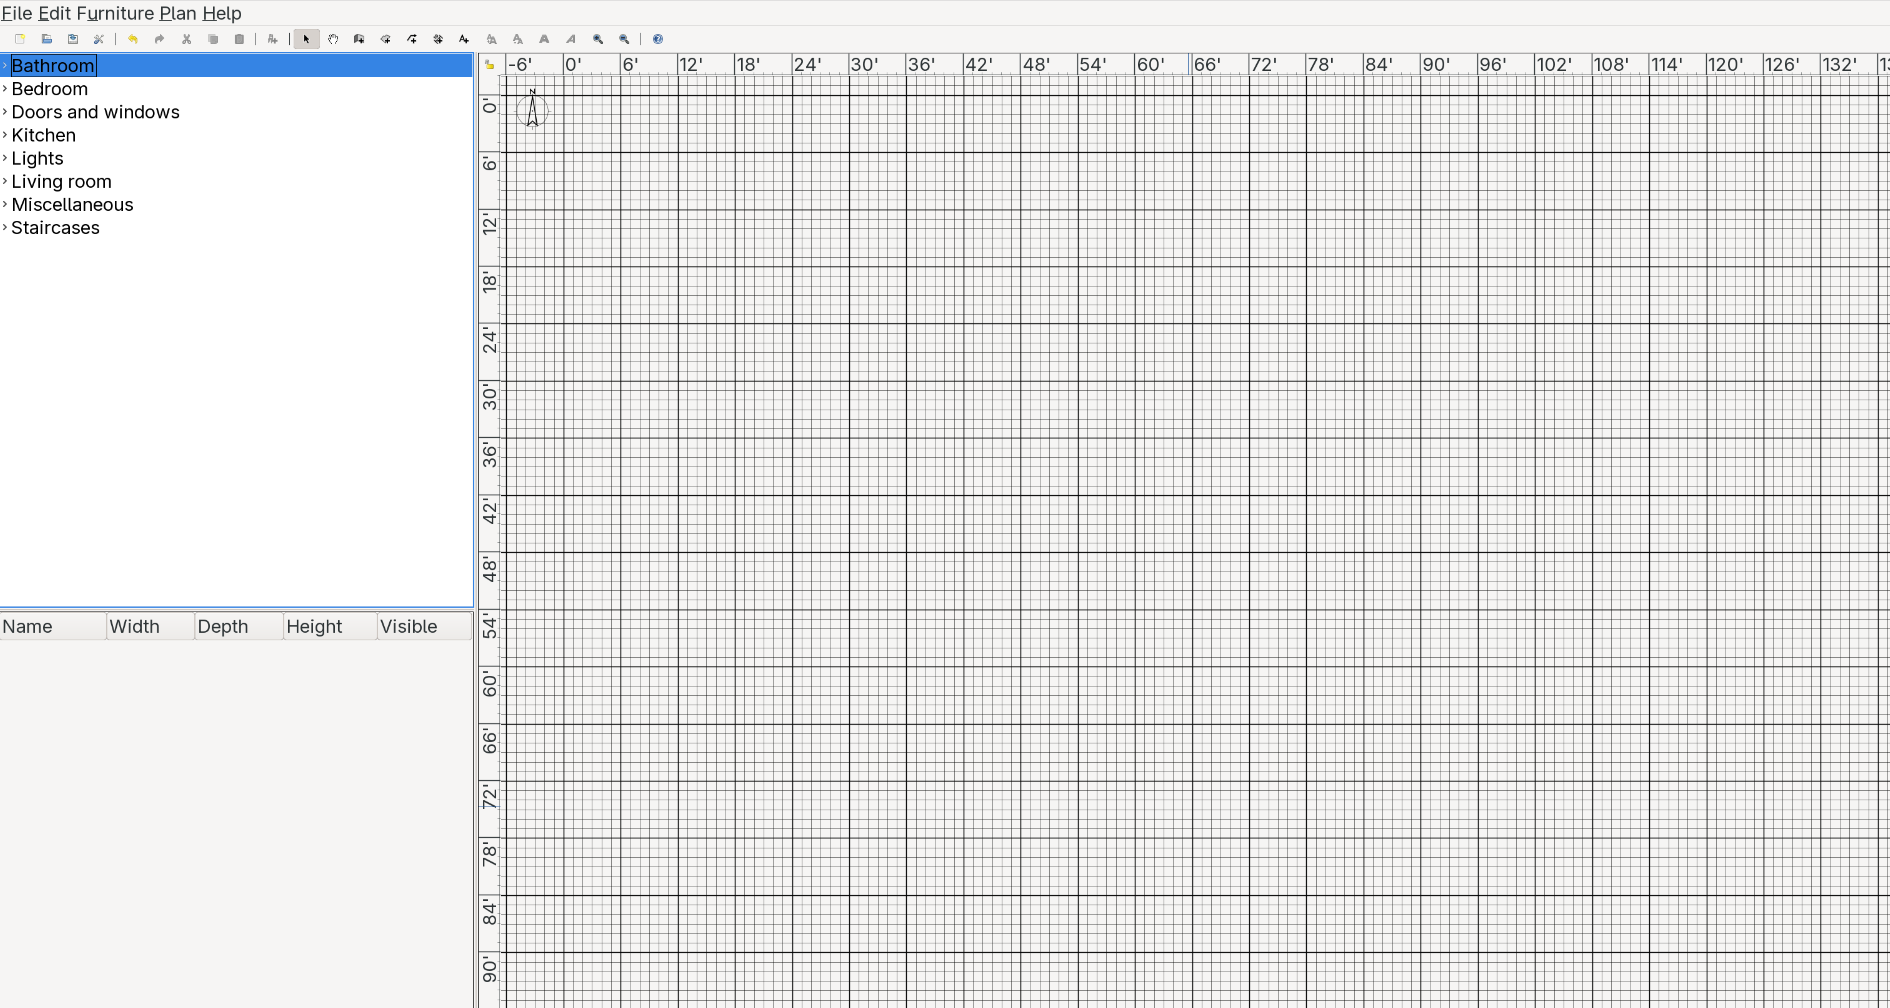 File Edit Furniture Plan Help
Bathroom
Bedroom
Doors and windows
Kitchen
Lights
Living room
Miscellaneous
Staircases
Name Width Depth Height Visible
-6' 0' 6' 12' 18' 24' 30' 36' 42' 48' 54' 60' 66' 72' 78' 84' 90' 96' 102' 108' 114' 120' 126' 132'
N
0'
6'
12'
18'
24'
30'
36'
42'
48'
54'
60'
66'
72'
78'
84'
90'